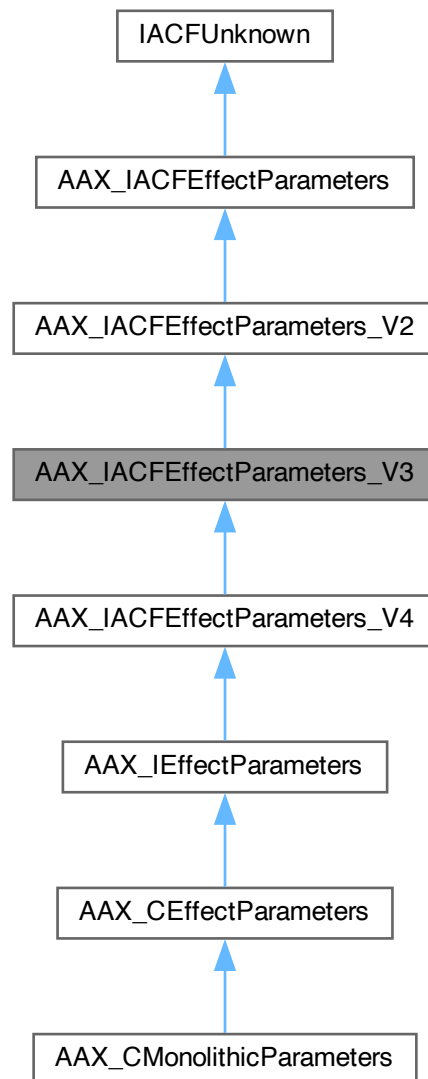 IACFUnknown
AAX_IACFEffectParameters
AAX_IACFEffectParameters_V2
AAX_IACFEffectParameters_V3
AAX_IACFEffectParameters_V4
AAX_IEffectParameters
AAX_CEffectParameters
AAX_CMonolithicParameters